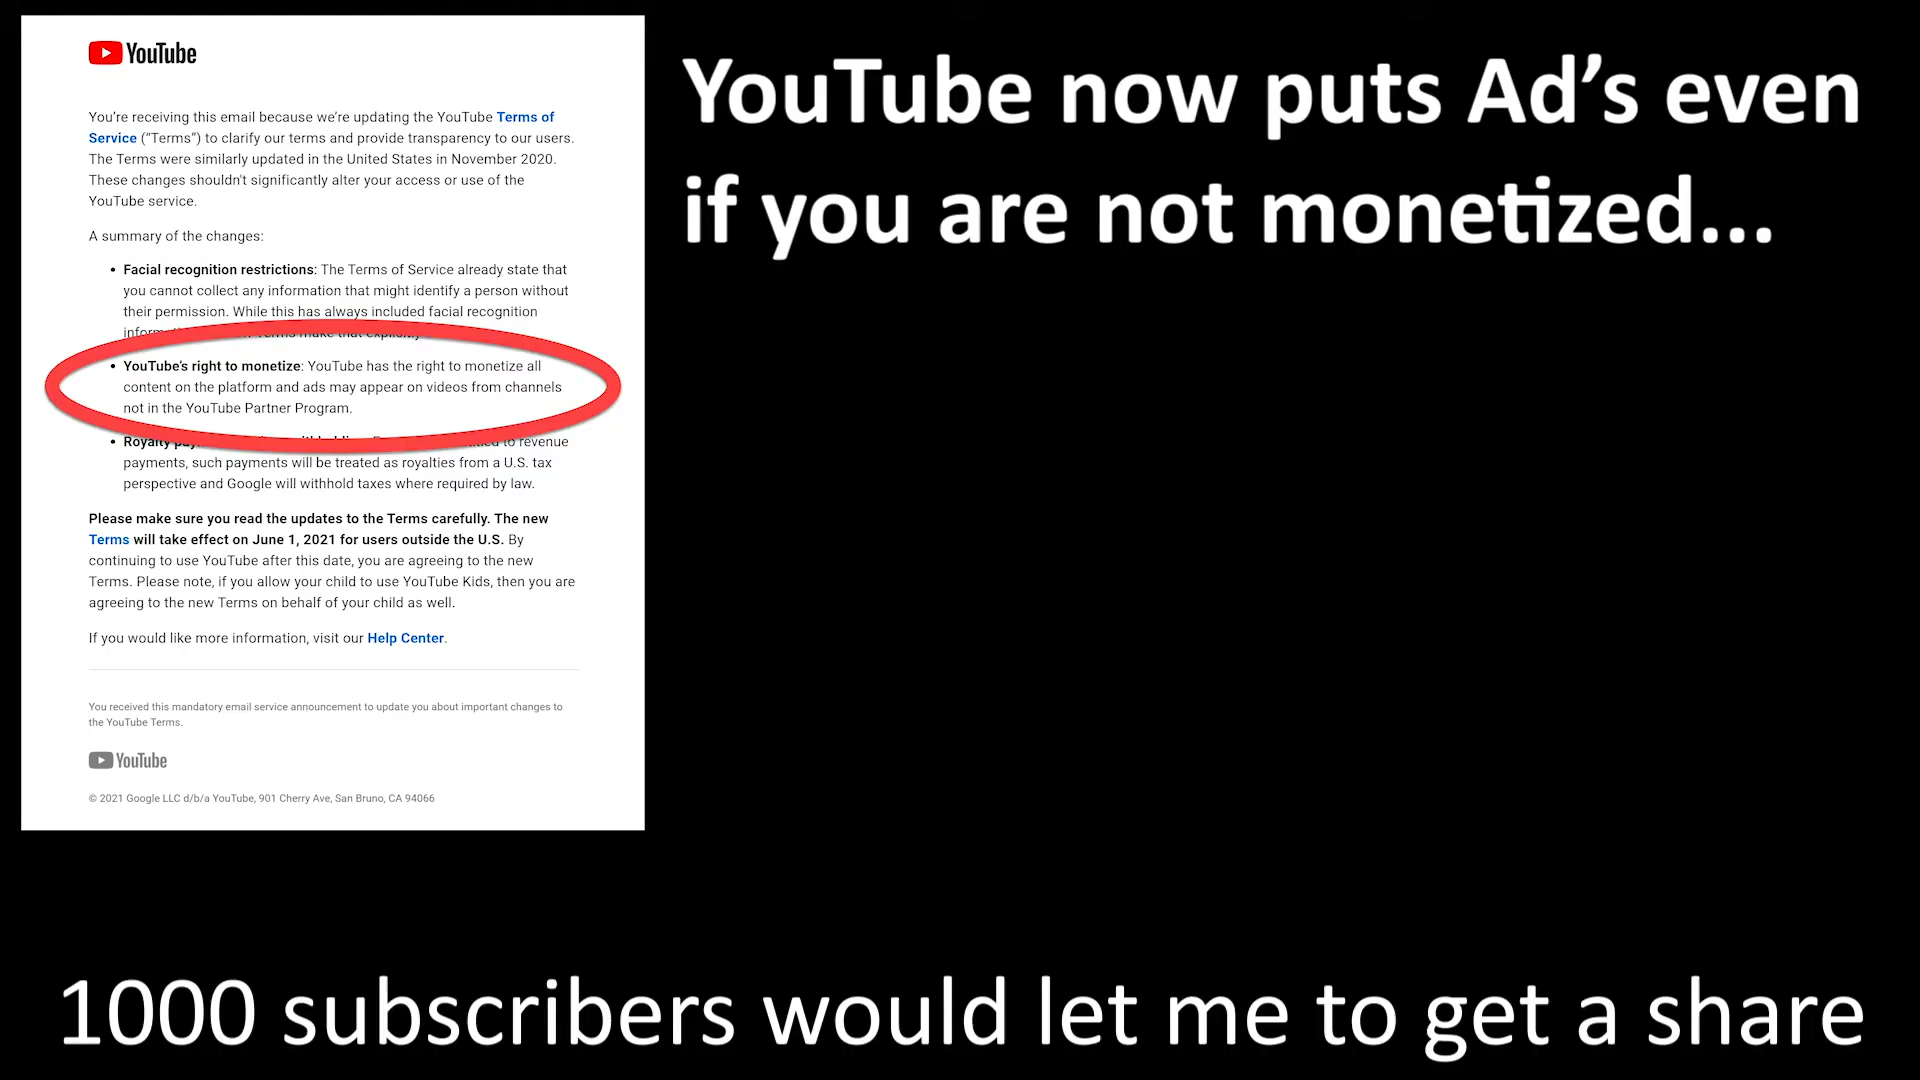 YouTube
You're receiving this email because we're updating the YouTube Terms of
Service (“Terms”) to clarify our terms and provide transparency to our users.
The Terms were similarly updated in the United States in November 2020.
These changes shouldn't significantly alter your access or use of the
YouTube service.
A summary of the changes:
• Facial recognition restrictions: The Terms of Service already state that
you cannot collect any information that might identify a person without
their permission. While this has always included facial recognition
make that
• YouTube’s right to monetize: YouTube has the right to monetize all
content on the platform and ads may appear on videos from channels
not in the YouTube Partner Program.
• Royalty to revenue
payments, such payments will be treated as royalties from a U.S. tax
perspective and Google will withhold taxes where required by law.
Please make sure you read the updates to the Terms carefully. The new
Terms will take effect on June 1, 2021 for users outside the U.S. By
continuing to use YouTube after this date, you are agreeing to the new
Terms. Please note, if you allow your child to use YouTube Kids, then you are
agreeing to the new Terms on behalf of your child as well.
If you would like more information, visit our Help Center.
You received this mandatory email service announcement to update you about important changes to
the YouTube Terms.
YouTube
© 2021 Google LLC d/b/a YouTube, 901 Cherry Ave, San Bruno, CA 94066
YouTube now puts Ad’s even
if you are not monetized...
1000 subscribers would let me to get a share